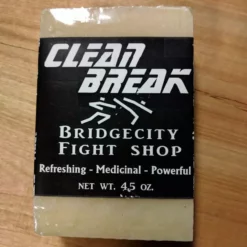 CLEAN
BREAK
BRIDGECITY
FIGHT SHOP
Refreshing - Medicinal - Powerful
NET WT. 4.5 OZ.